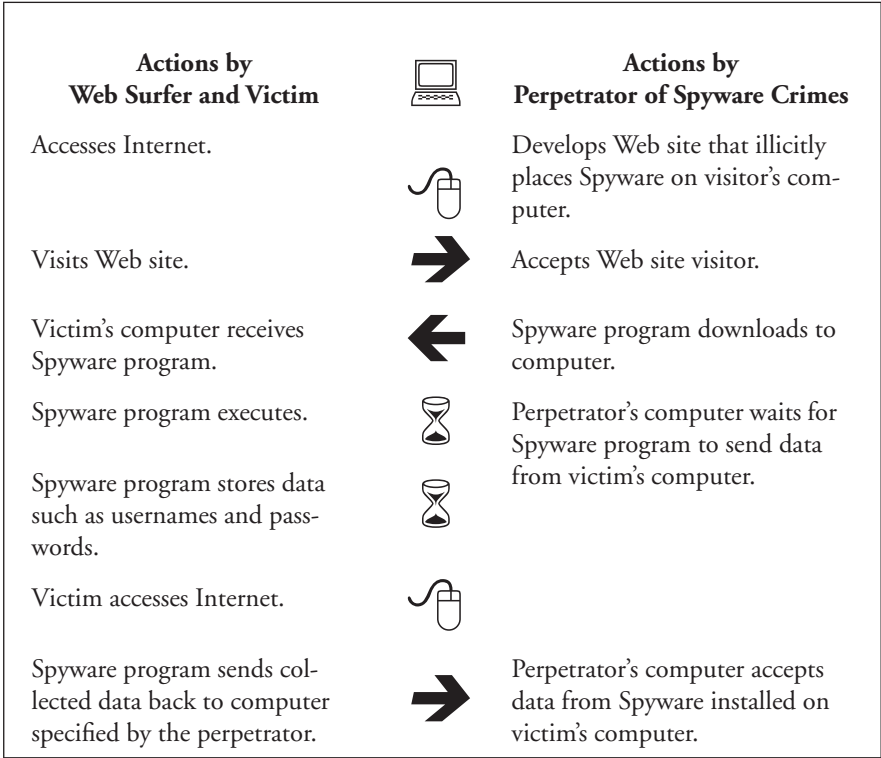 Actions by
Web Surfer and Victim
Actions by
Perpetrator of Spyware Crimes
Accesses Internet.
Develops Web site that illicitly
places Spyware on visitor's com-
puter.
Visits Web site.
Accepts Web site visitor.
Victim's computer receives
Spyware program.
Spyware program downloads to
computer.
Spyware program executes.
Perpetrator's computer waits for
Spyware program to send data
from victim's computer.
Spyware program stores data
such as usernames and pass-
words.
Victim accesses Internet.
Spyware program sends col-
lected data back to computer
specified by the perpetrator.
Perpetrator's computer accepts
data from Spyware installed on
victim's computer.